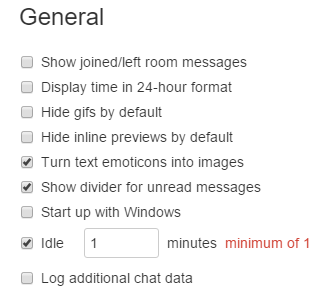 General
Show joined/left room messages
Display time in 24-hour format
Hide gifs by default
Hide inline previews by default
Turn text emoticons into images
Show divider for unread messages
Start up with Windows
Idle 1 minutes minimum of 1
Log additional chat data